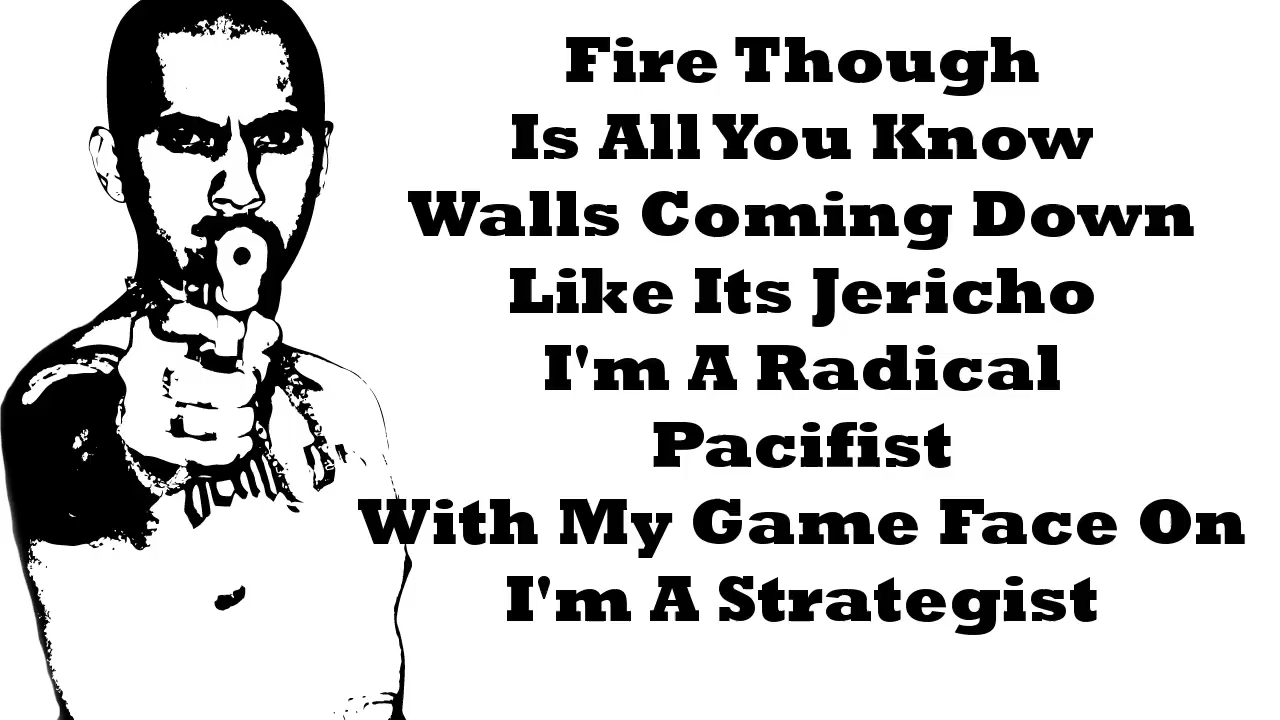 Fire Though
Is All You Know
Walls Coming Down
Like Its Jericho
I'm A Radical
Pacifist
With My Game Face On
I'm A Strategist